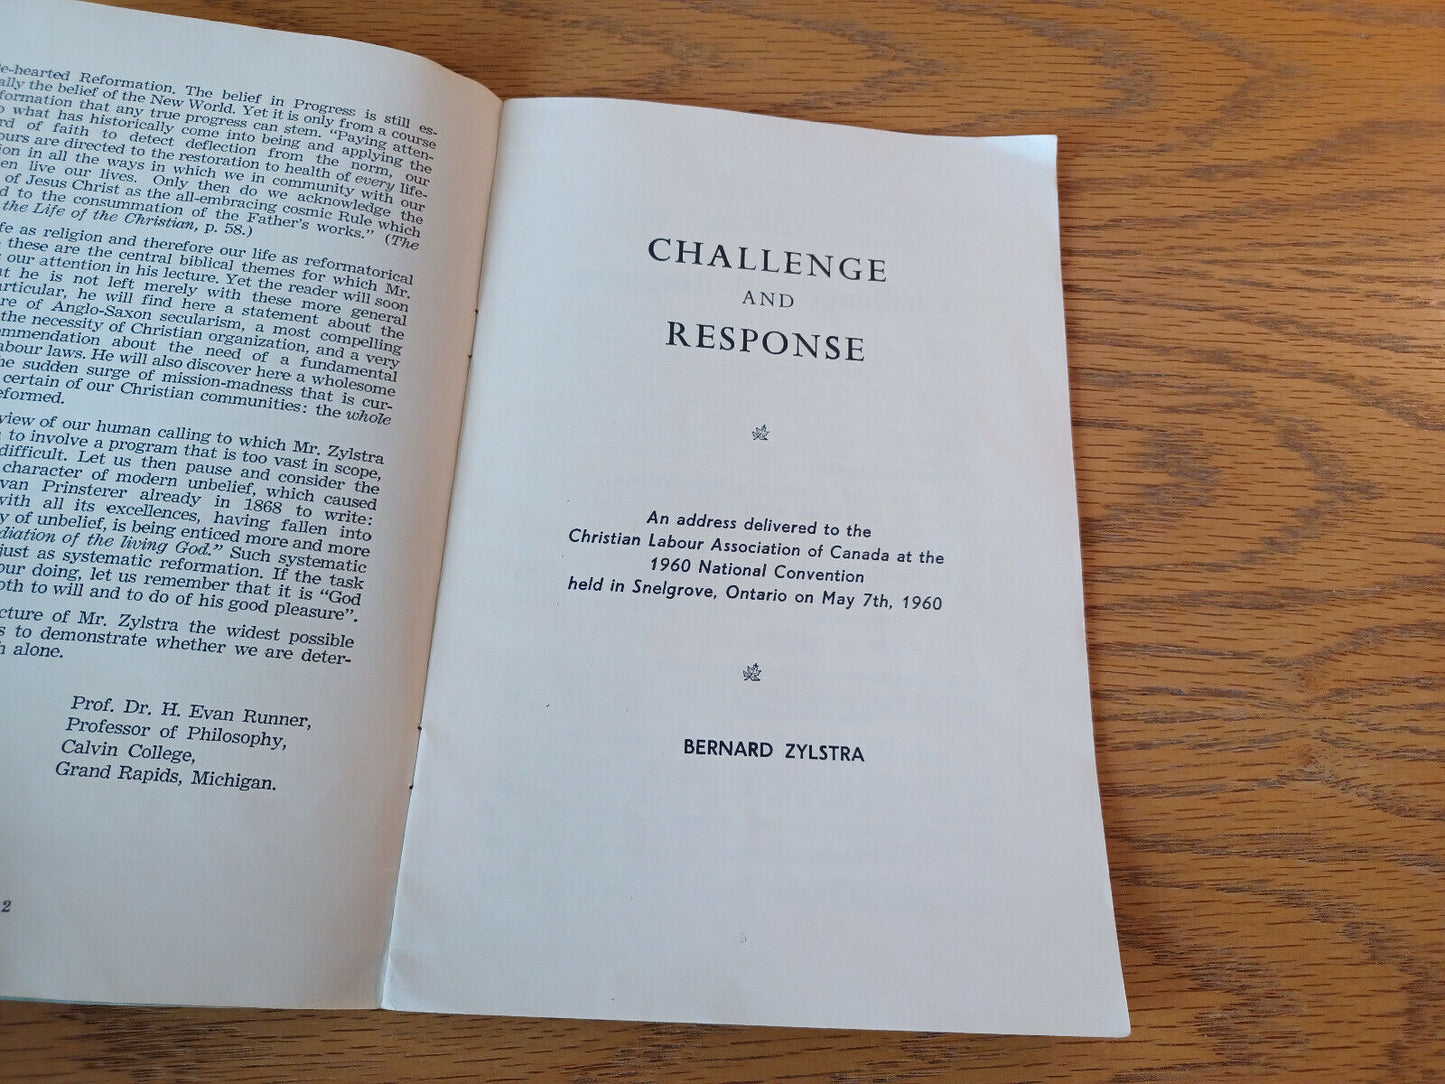 e-hearted Reformation. The belief in Progress is still es-
ally the belief of the New World. Yet it is only from a course
formation that any true progress can stem. "Paying atten-
o what has historically come into being and applying the
rd of faith to detect deflection from the norm, our
ours are directed to the restoration to health of every life-
ion in all the ways in which we in community with our
en live our lives. Only then do we acknowledge the
of Jesus Christ as the all-embracing cosmic Rule which
d to the consummation of the Father's works." (The
the Life of the Christian, p. 58.)
fe as religion and therefore our life as reformatorical
these are the central biblical themes for which Mr.
our attention in his lecture. Yet the reader will soon
t he is not left merely with these more general
articular, he will find here a statement about the
re of Anglo-Saxon secularism, a most compelling
the necessity of Christian organization, and a very
mmendation about the need of a fundamental
abour laws. He will also discover here a wholesome
he sudden surge of mission-madness that is cur-
certain of our Christian communities: the whole
eformed.
view of our human calling to which Mr. Zylstra
to involve a program that is too vast in scope,
difficult. Let us then pause and consider the
character of modern unbelief, which caused
van Prinsterer already in 1868 to write:
with all its excellences, having fallen into
y of unbelief, is being enticed more and more
diation of the living God." Such systematic
just as systematic reformation. If the task
our doing, let us remember that it is "God
oth to will and to do of his good pleasure".
cture of Mr. Zylstra the widest possible
s to demonstrate whether we are deter-
h alone.
Prof. Dr. H. Evan Runner,
Professor of Philosophy,
Calvin College,
Grand Rapids, Michigan.
2
CHALLENGE
AND
RESPONSE
An address delivered to the
Christian Labour Association of Canada at the
1960 National Convention
held in Snelgrove, Ontario on May 7th, 1960
BERNARD ZYLSTRA